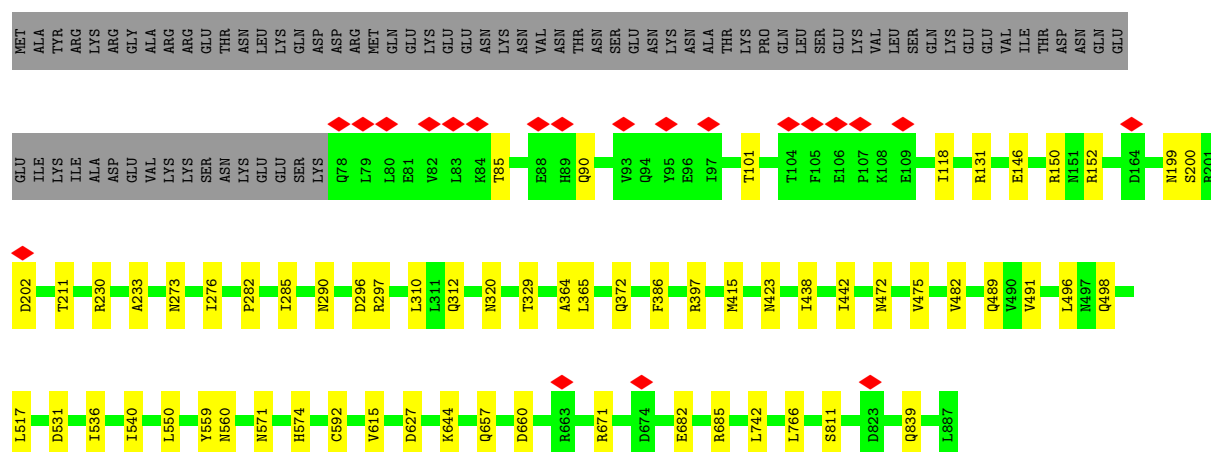 MET ALA TYR ARG LYS ARG GLY ALA ARG ARG GLU THR ASN LEU LYS GLN ASP ASP ARG MET GLN GLU LYS GLU GLU ASN LYS ASN VAL ASN THR ASN SER GLU ASN LYS ASN ALA THR LYS PRO GLN LEU SER GLU LYS VAL LEU SER GLN LYS GLU GLU VAL ILE THR ASP ASN GLN GLU
GLU ILE LYS ILE ALA ASP GLU VAL LYS LYS SER ASN LYS GLU GLU SER LYS Q78 L79 L80 E81 V82 L83 K84 T85 E88 H89 Q90 V93 Q94 Y95 E96 I97 T101 T104 F105 E106 P107 K108 E109 I118 R131 E146 R150 N151 R152 D164 N199 S200 R201
D202 T211 R230 A233 N273 I276 P282 I285 N290 D296 R297 L310 L311 Q312 N320 T329 A364 L365 Q372 F386 R397 M415 N423 I438 I442 N472 V475 V482 Q489 V490 V491 L496 N497 Q498
L517 D531 I536 I540 L550 Y559 N560 N571 H574 C592 V615 D627 K644 Q657 D660 R663 R671 D674 E682 R685 L742 L766 S811 D823 Q839 L887